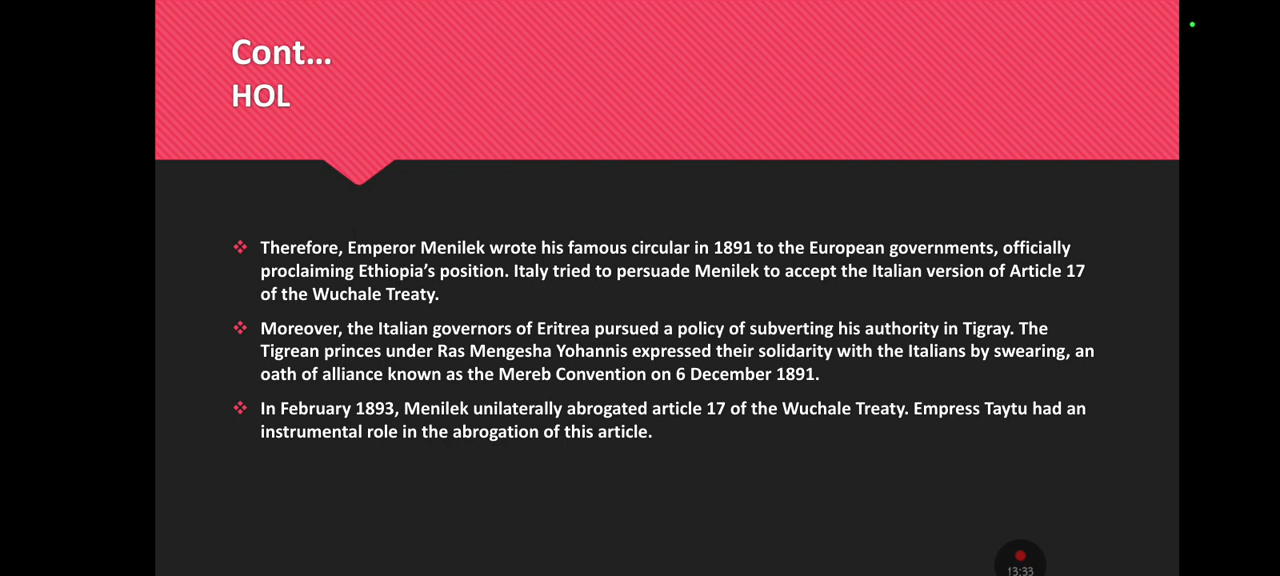 Cont...
HOL
Therefore, Emperor Menilek wrote his famous circular in 1891 to the European governments, officially
proclaiming Ethiopia's position. Italy tried to persuade Menilek to accept the Italian version of Article 17
of the Wuchale Treaty.
Moreover, the Italian governors of Eritrea pursued a policy of subverting his authority in Tigray. The
Tigrean princes under Ras Mengesha Yohannis expressed their solidarity with the Italians by swearing, an
oath of alliance known as the Mereb Convention on 6 December 1891.
In February 1893, Menilek unilaterally abrogated article 17 of the Wuchale Treaty. Empress Taytu had an
instrumental role in the abrogation of this article.
13:33